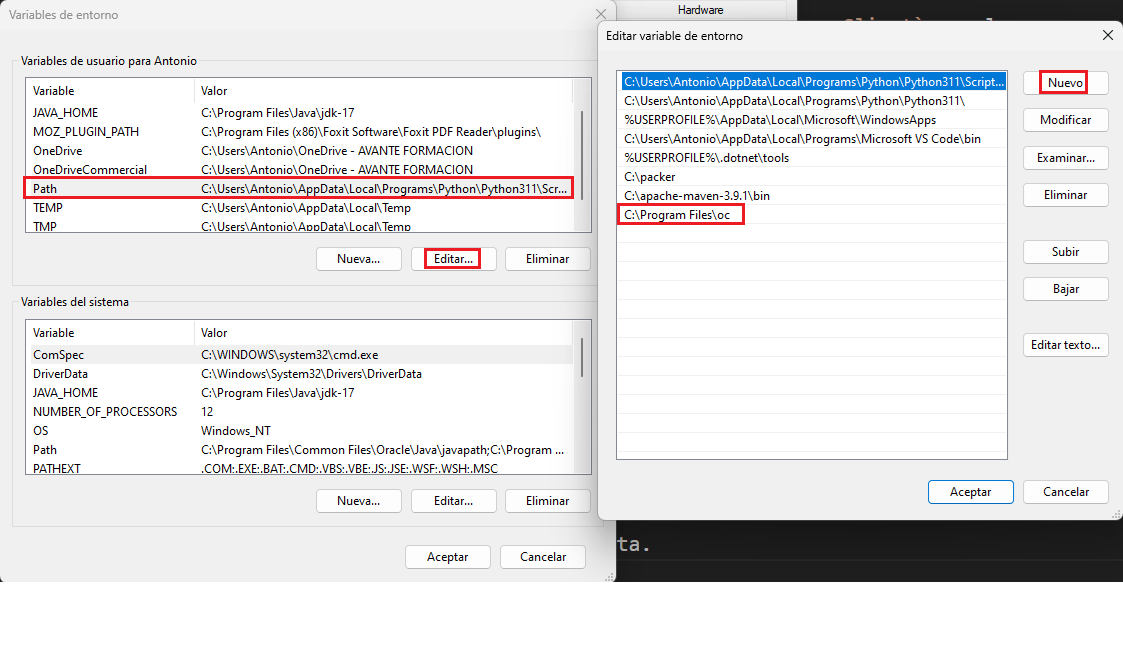 Variables de entorno
Hardware
Variables de usuario para Antonio
Variable Valor
JAVA_HOME C:\Program Files\Java\jdk-17
MOZ_PLUGIN_PATH C:\Program Files (x86)\Foxit Software\Foxit PDF Reader\plugins\
OneDrive C:\Users\Antonio\OneDrive - AVANTE FORMACION
OneDriveCommercial C:\Users\Antonio\OneDrive - AVANTE FORMACION
Path C:\Users\Antonio\AppData\Local\Programs\Python\Python311\Scr...
TEMP C:\Users\Antonio\AppData\Local\Temp
TMP C:\Users\Antonio\AppData\Local\Temp
Nueva... Editar... Eliminar
Variables del sistema
Variable Valor
ComSpec C:\WINDOWS\system32\cmd.exe
DriverData C:\Windows\System32\Drivers\DriverData
JAVA_HOME C:\Program Files\Java\jdk-17
NUMBER_OF_PROCESSORS 12
OS Windows_NT
Path C:\Program Files\Common Files\Oracle\Java\javapath;C:\Program ...
PATHEXT .COM;.EXE;.BAT;.CMD;.VBS;.VBE;.JS;.JSE;.WSF;.WSH;.MSC
Nueva... Editar... Eliminar
Aceptar Cancelar
Editar variable de entorno
C:\Users\Antonio\AppData\Local\Programs\Python\Python311\Script...
C:\Users\Antonio\AppData\Local\Programs\Python\Python311\
%USERPROFILE%\AppData\Local\Microsoft\WindowsApps
C:\Users\Antonio\AppData\Local\Programs\Microsoft VS Code\bin
%USERPROFILE%\.dotnet\tools
C:\packer
C:\apache-maven-3.9.1\bin
C:\Program Files\oc
Nuevo
Modificar
Examinar...
Eliminar
Subir
Bajar
Editar texto...
Aceptar Cancelar
ta.